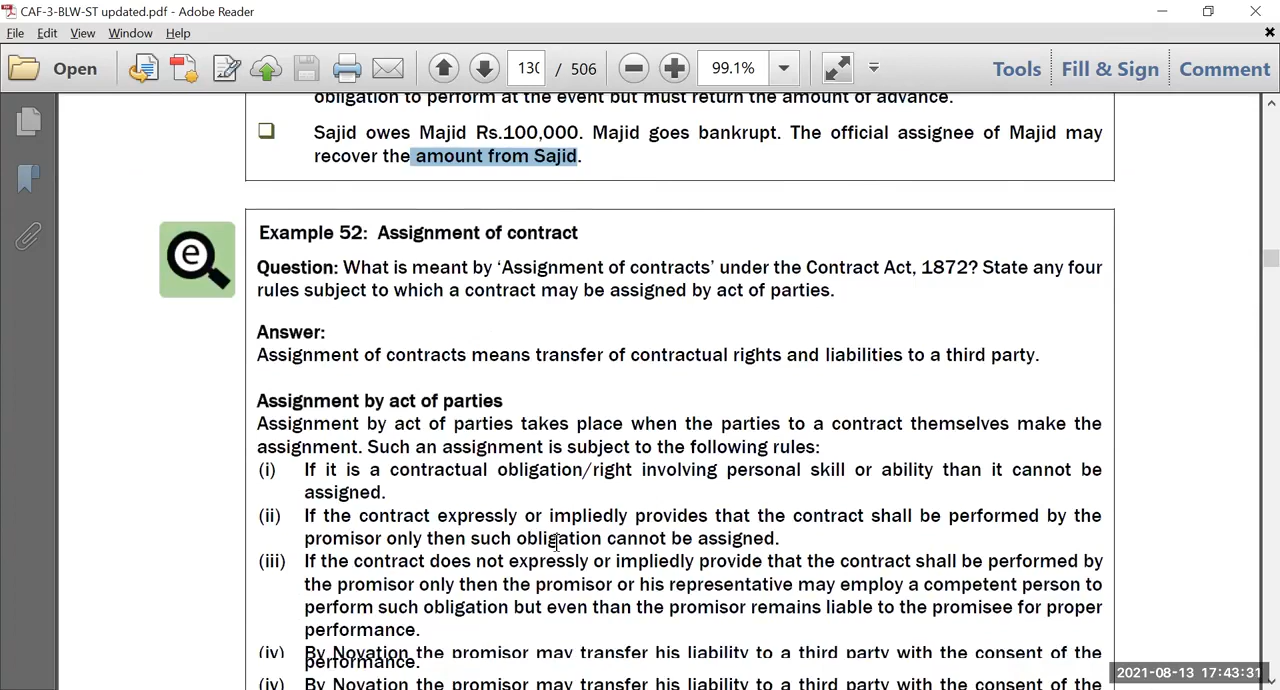 CAF-3-BLW-ST updated.pdf - Adobe Reader
File Edit View Window Help
Open 130 / 506 99.1% Tools Fill & Sign Comment
obligation to perform at the event but must return the amount of advance.
Sajid owes Majid Rs.100,000. Majid goes bankrupt. The official assignee of Majid may
recover the amount from Sajid.
Example 52: Assignment of contract
Question: What is meant by ‘Assignment of contracts’ under the Contract Act, 1872? State any four
rules subject to which a contract may be assigned by act of parties.
Answer:
Assignment of contracts means transfer of contractual rights and liabilities to a third party.
Assignment by act of parties
Assignment by act of parties takes place when the parties to a contract themselves make the
assignment. Such an assignment is subject to the following rules:
(i) If it is a contractual obligation/right involving personal skill or ability than it cannot be
assigned.
(ii) If the contract expressly or impliedly provides that the contract shall be performed by the
promisor only then such obligation cannot be assigned.
(iii) If the contract does not expressly or impliedly provide that the contract shall be performed by
the promisor only then the promisor or his representative may employ a competent person to
perform such obligation but even than the promisor remains liable to the promisee for proper
performance.
(iv) By Novation the promisor may transfer his liability to a third party with the consent of the
performance.
(iv) By Novation the promisor may transfer his liability to a third party with the consent of the
2021-08-13 17:43:31